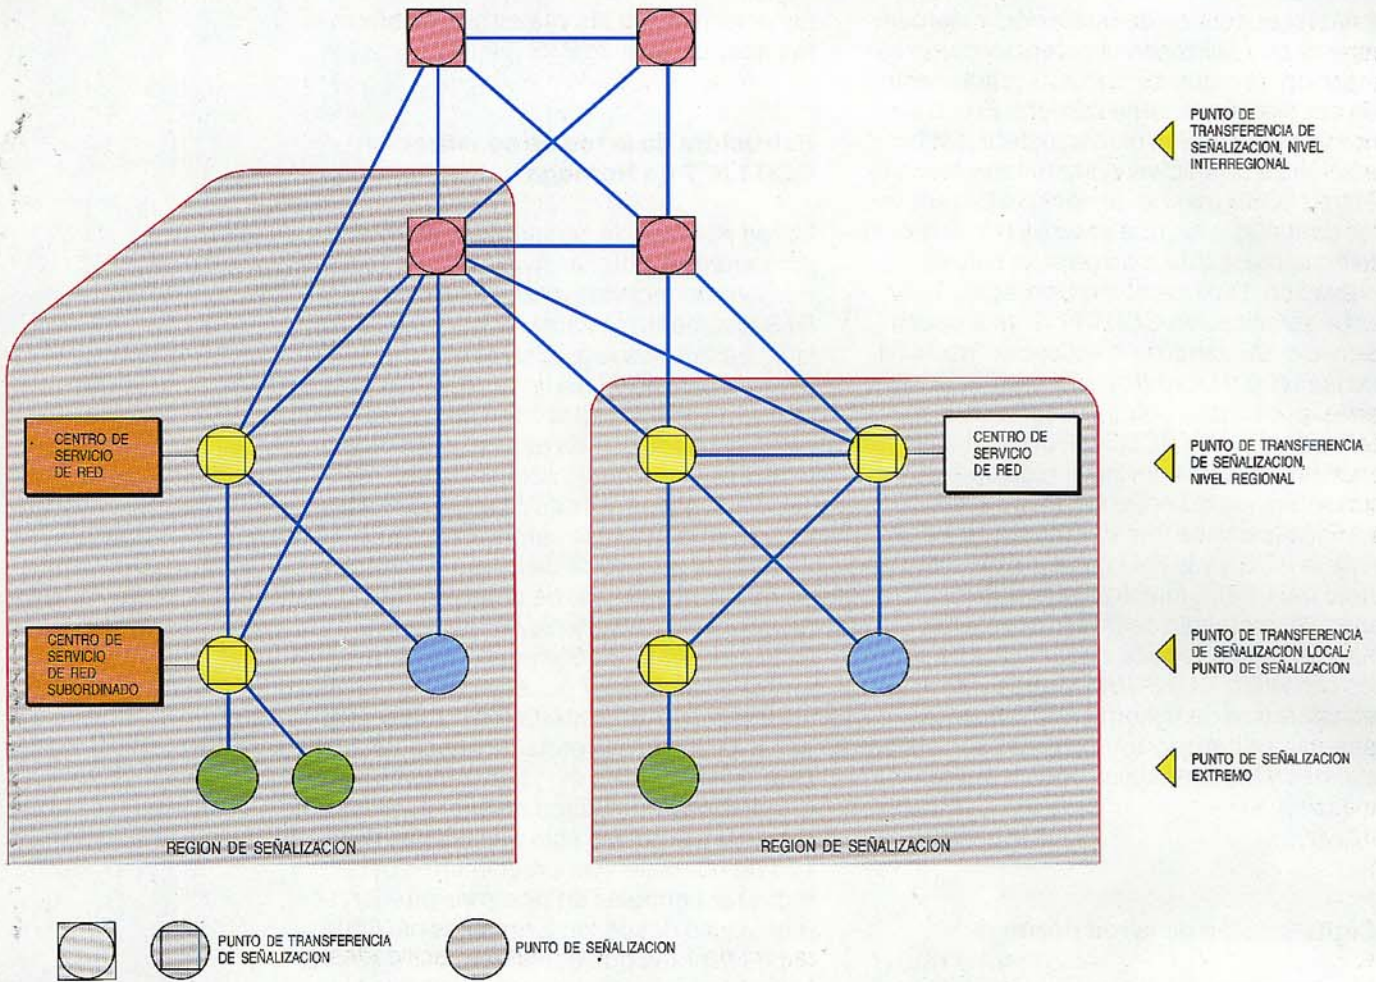 PUNTO DE
TRANSFERENCIA DE
SEÑALIZACION, NIVEL
INTERREGIONAL
CENTRO DE
SERVICIO
DE RED
CENTRO DE
SERVICIO
DE RED
PUNTO DE TRANSFERENCIA
DE SEÑALIZACION,
NIVEL REGIONAL
CENTRO DE
SERVICIO
DE RED
SUBORDINADO
PUNTO DE TRANSFERENCIA
DE SEÑALIZACION LOCAL/
PUNTO DE SEÑALIZACION
PUNTO DE SEÑALIZACION
EXTREMO
REGION DE SEÑALIZACION
REGION DE SEÑALIZACION
PUNTO DE TRANSFERENCIA
DE SEÑALIZACION
PUNTO DE SEÑALIZACION